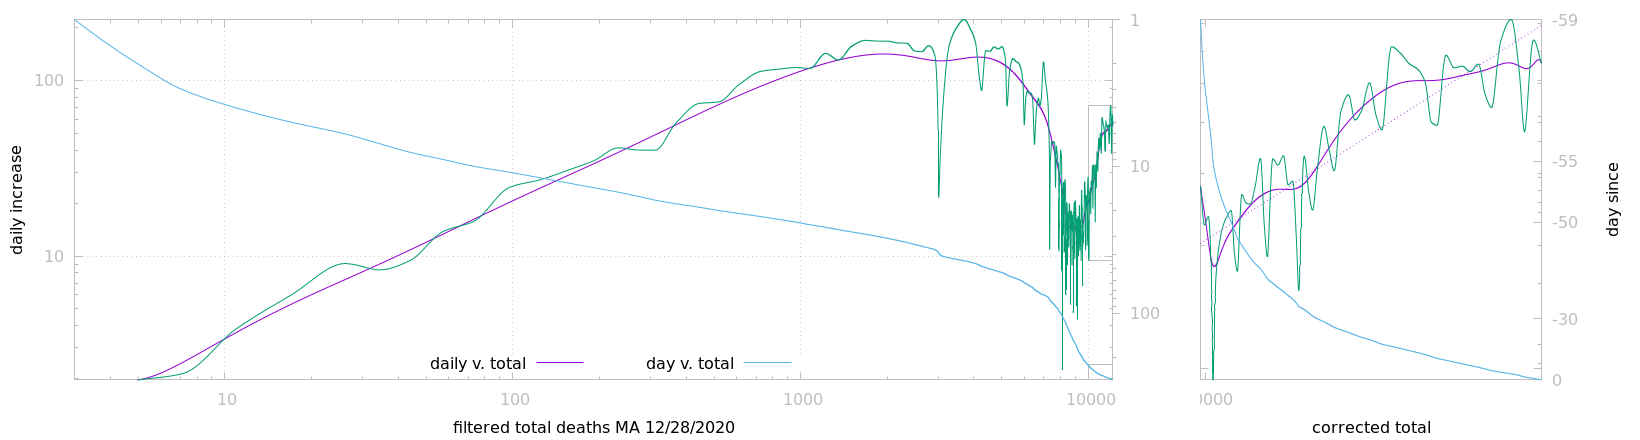 1
-59
100
daily increase
10
-55
-50
day since
10
100
-30
daily v. total
day v. total
0
10
100
1000
10000
0000
filtered total deaths MA 12/28/2020
corrected total